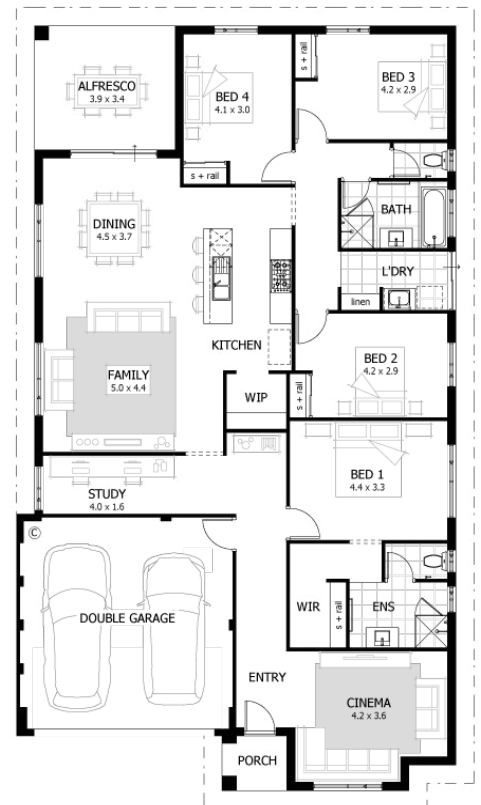 ALFRESCO
3.9 x 3.4
BED 4
4.1 x 3.0
s + rail
BED 3
4.2 x 2.9
s + rail
DINING
4.5 x 3.7
BATH
L'DRY
linen
KITCHEN
FAMILY
5.0 x 4.4
WIP
BED 2
4.2 x 2.9
s + rail
STUDY
4.0 x 1.6
BED 1
4.4 x 3.3
C
DOUBLE GARAGE
WIR
s + rail
ENS
ENTRY
CINEMA
4.2 x 3.6
PORCH